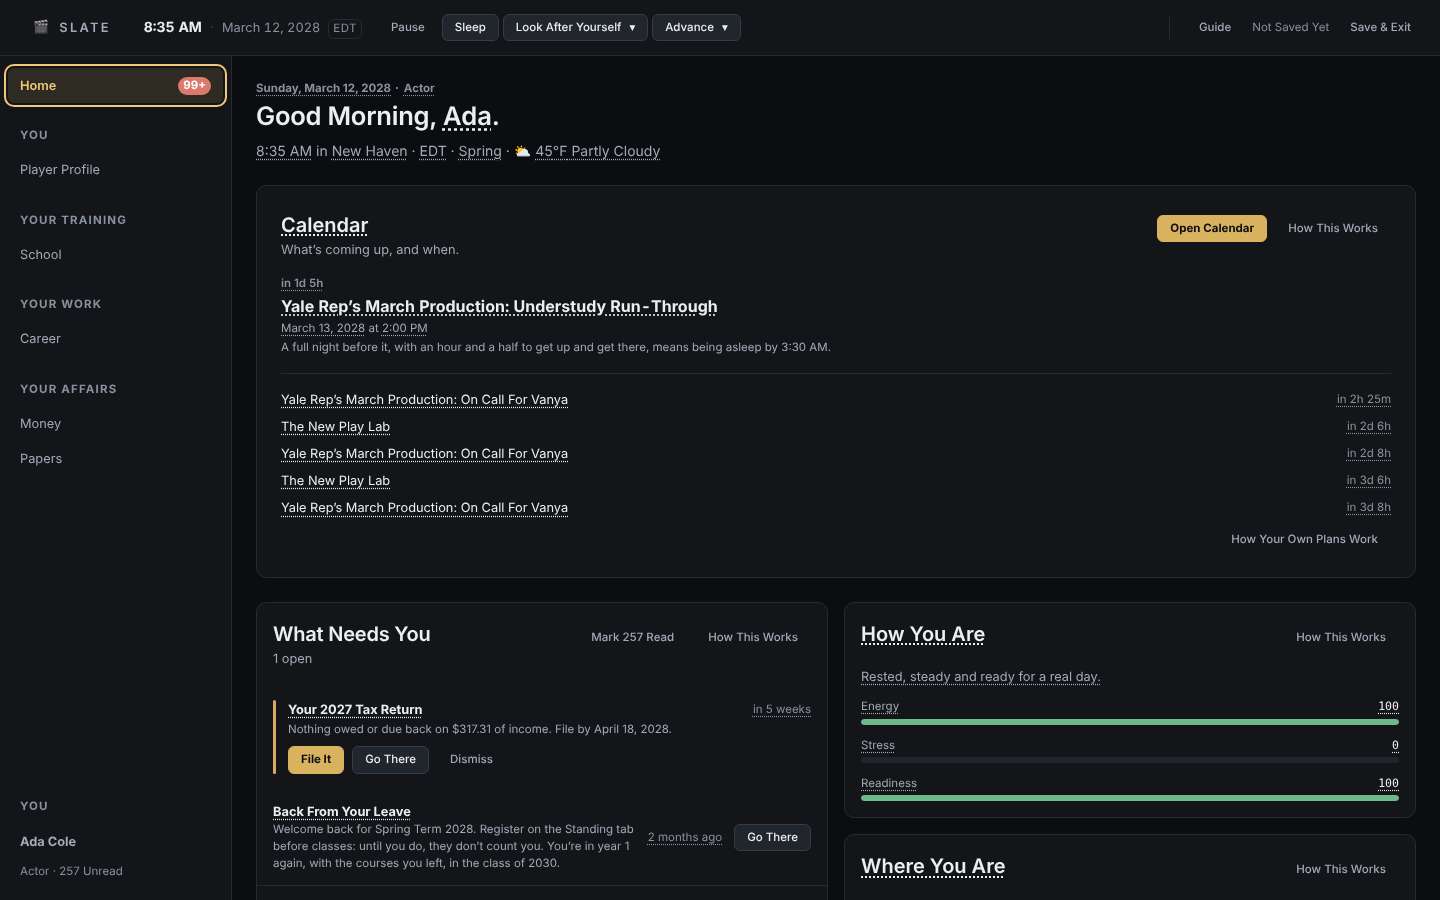 SLATE
8:35 AM · March 12, 2028 EDT
Pause
Sleep
Look After Yourself ▾
Advance ▾
Guide
Not Saved Yet
Save & Exit
Home
99+
YOU
Player Profile
YOUR TRAINING
School
YOUR WORK
Career
YOUR AFFAIRS
Money
Papers
YOU
Ada Cole
Actor · 257 Unread
Sunday, March 12, 2028 · Actor
Good Morning, Ada.
8:35 AM in New Haven · EDT · Spring · 45°F Partly Cloudy
Calendar
What's coming up, and when.
Open Calendar
How This Works
in 1d 5h
Yale Rep's March Production: Understudy Run-Through
March 13, 2028 at 2:00 PM
A full night before it, with an hour and a half to get up and get there, means being asleep by 3:30 AM.
Yale Rep's March Production: On Call For Vanya
in 2h 25m
The New Play Lab
in 2d 6h
Yale Rep's March Production: On Call For Vanya
in 2d 8h
The New Play Lab
in 3d 6h
Yale Rep's March Production: On Call For Vanya
in 3d 8h
How Your Own Plans Work
What Needs You
Mark 257 Read
How This Works
1 open
Your 2027 Tax Return
in 5 weeks
Nothing owed or due back on $317.31 of income. File by April 18, 2028.
File It
Go There
Dismiss
Back From Your Leave
Welcome back for Spring Term 2028. Register on the Standing tab
before classes: until you do, they don't count you. You're in year 1
again, with the courses you left, in the class of 2030.
2 months ago
Go There
How You Are
How This Works
Rested, steady and ready for a real day.
Energy
100
Stress
0
Readiness
100
Where You Are
How This Works